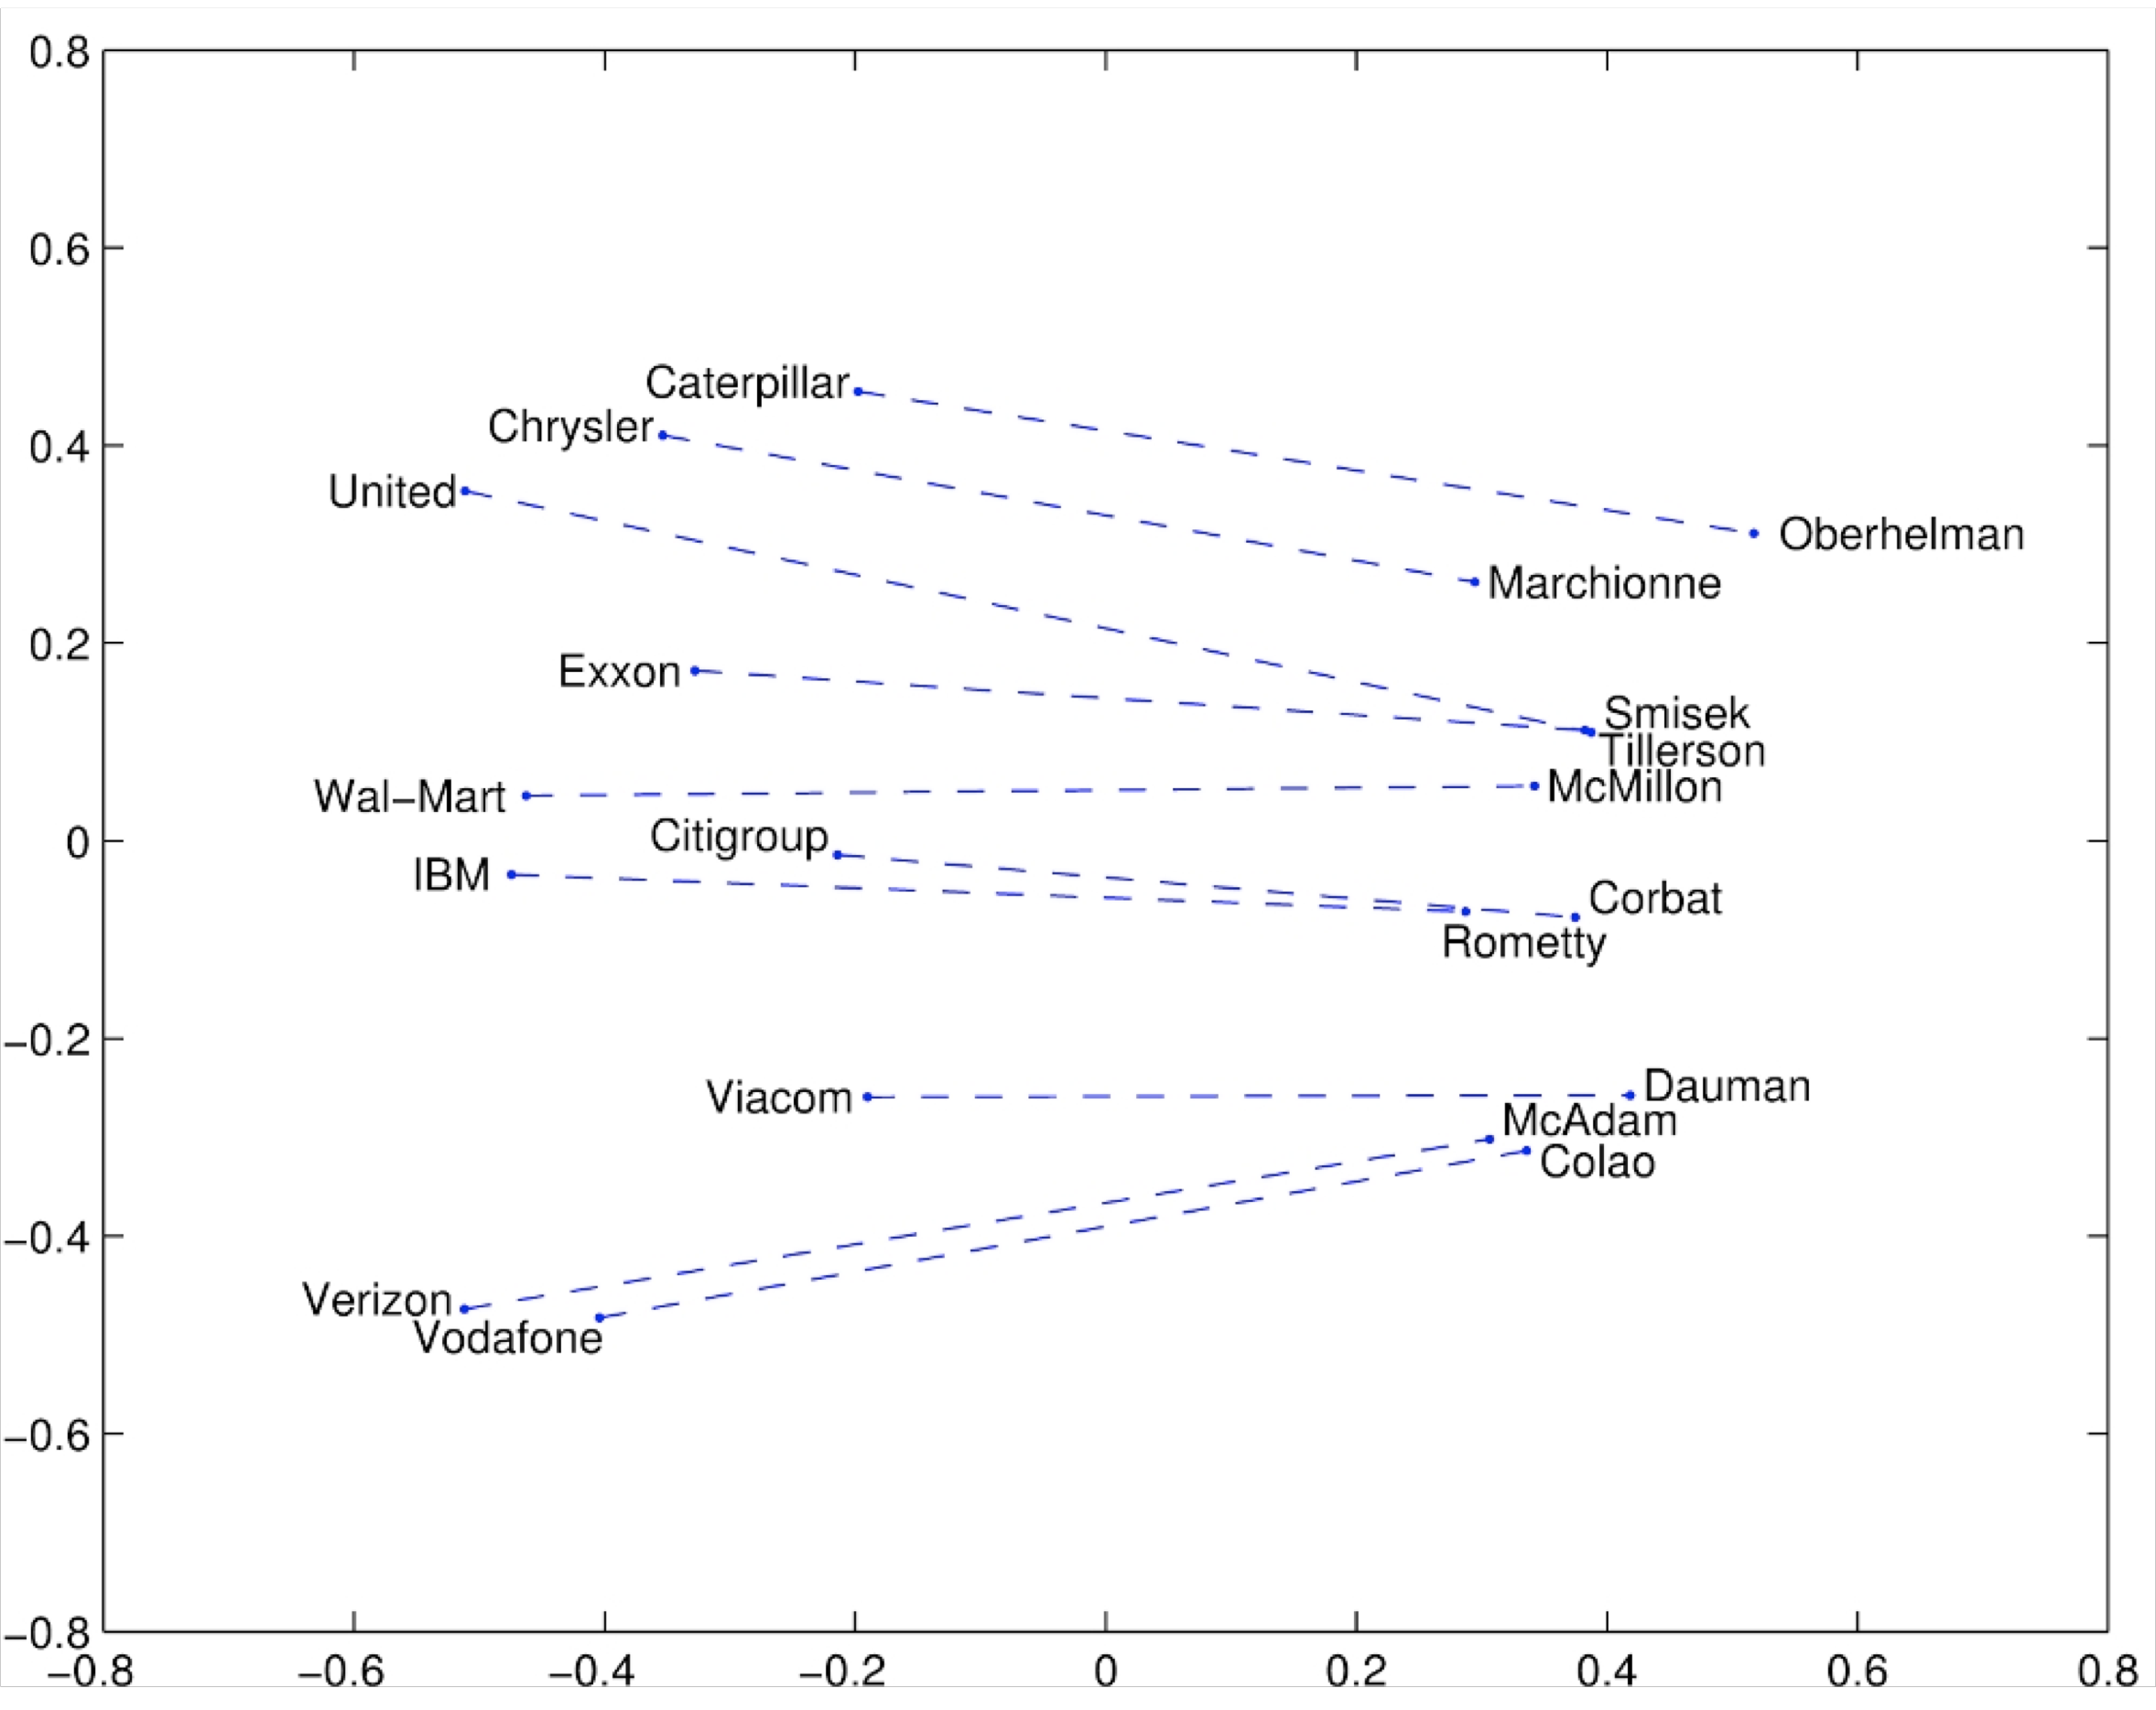 0.8
0.6
Caterpillar
Chrysler
0.4
United
Oberhelman
Marchionne
0.2
Exxon
Smisek
Tillerson
Wal−Mart
McMillon
Citigroup
0
IBM
Corbat
Rometty
−0.2
Viacom
Dauman
McAdam
Colao
−0.4
Verizon
Vodafone
−0.6
−0.8
−0.8 −0.6 −0.4 −0.2 0 0.2 0.4 0.6 0.8